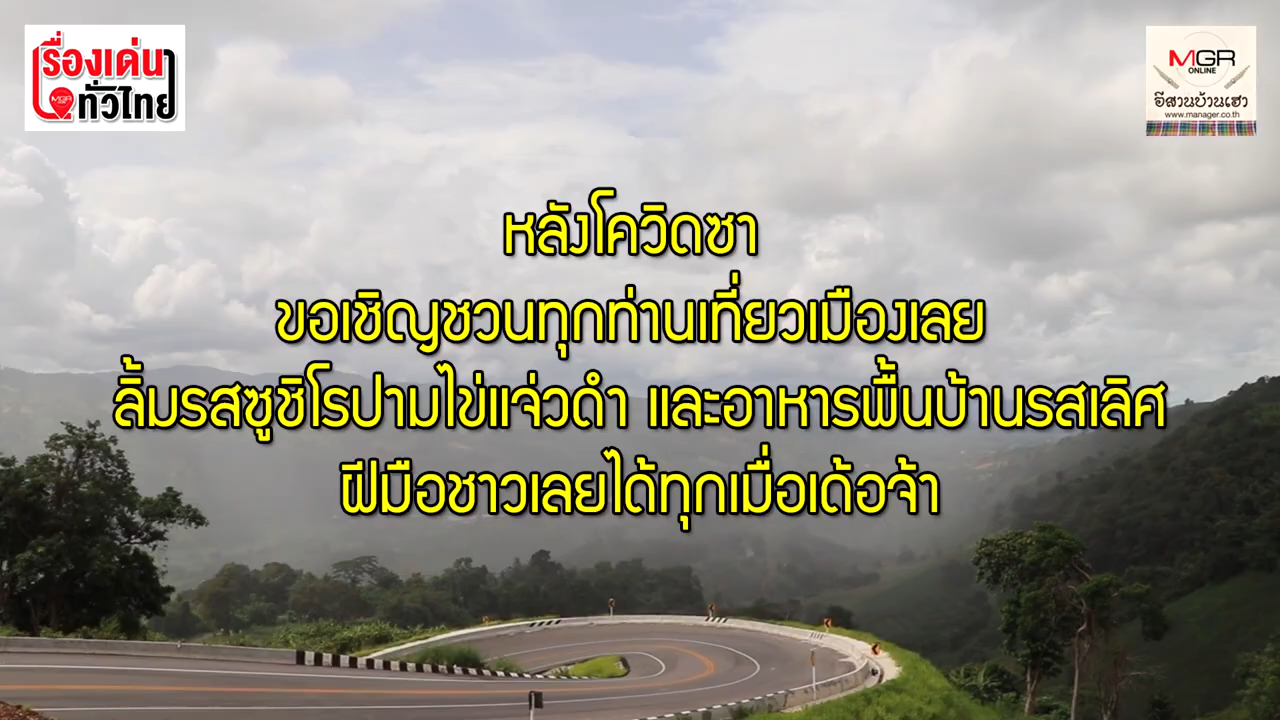 เรื่องเด่น
MGR
ทั่วไทย
MGR
ONLINE
อีสานบ้านเฮา
www.manager.co.th
หลังโควิดซา
ขอเชิญชวนทุกท่านเที่ยวเมืองเลย
ลิ้มรสซูชิโรปามไข่แจ่วดำ และอาหารพื้นบ้านรสเลิศ
ฝีมือชาวเลยได้ทุกเมื่อเด้อจ้า